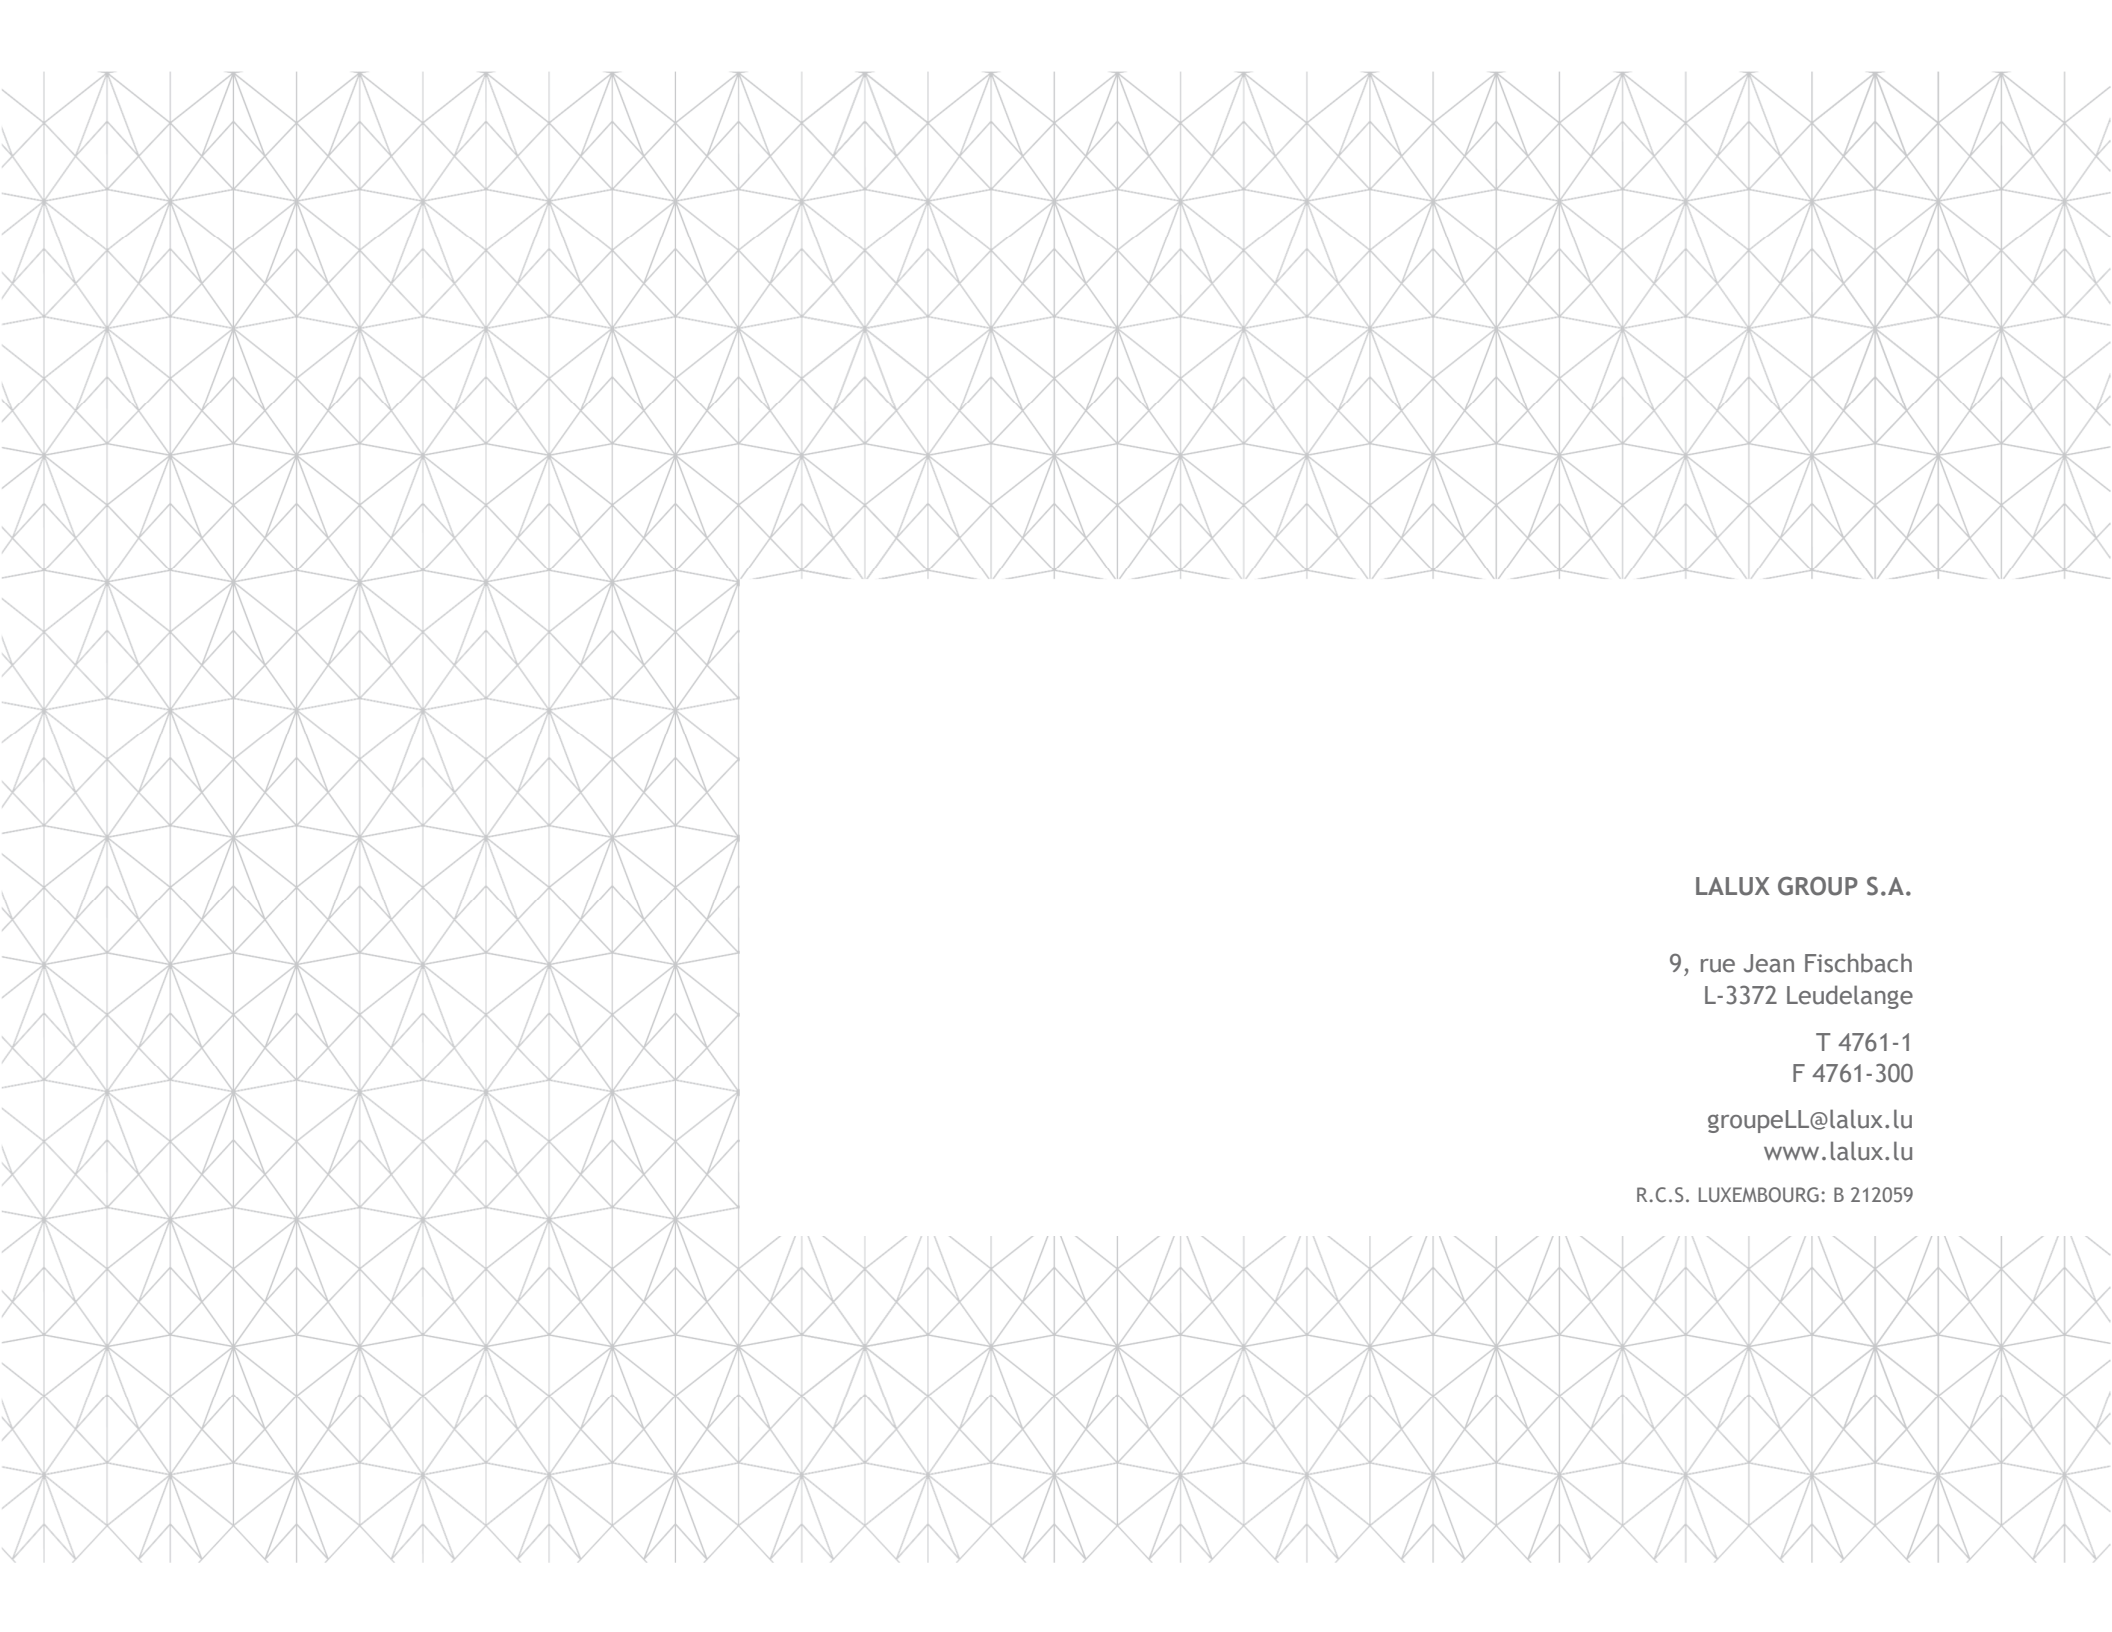 LALUX GROUP S.A.
9, rue Jean Fischbach
L-3372 Leudelange
T 4761-1
F 4761-300
groupeLL@lalux.lu
www.lalux.lu
R.C.S. LUXEMBOURG: B 212059